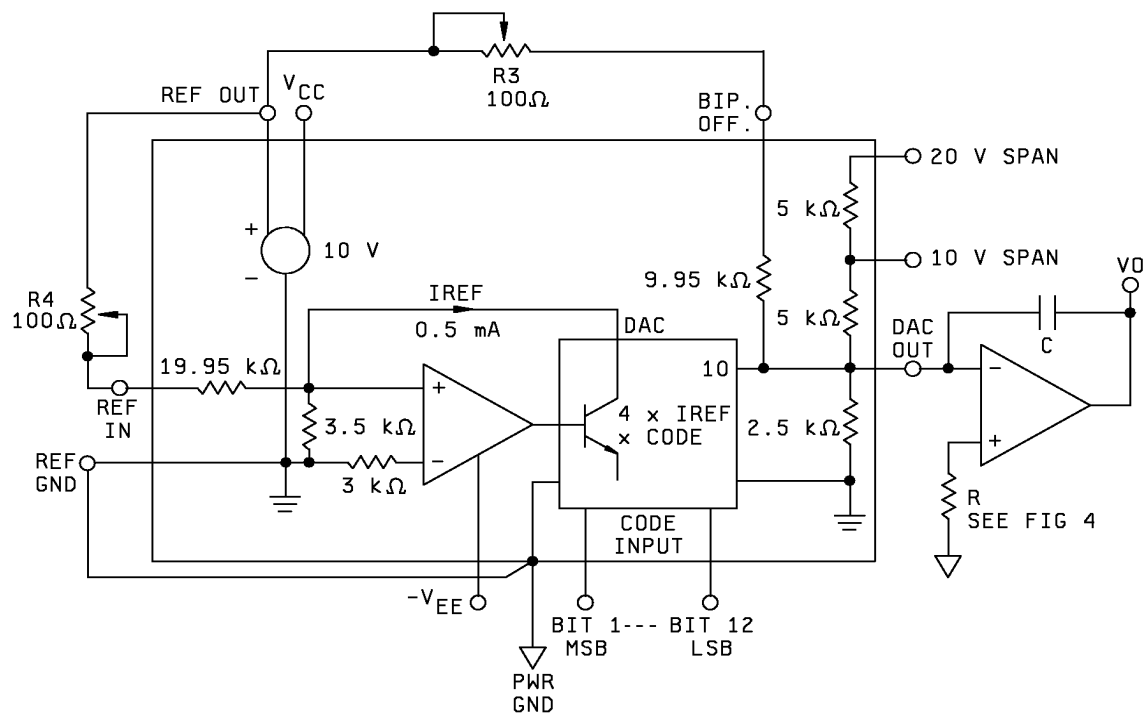 R3
100Ω
REF OUT
VCC
BIP.
OFF.
20 V SPAN
5 kΩ
+
10 V
-
10 V SPAN
9.95 kΩ
5 kΩ
VO
R4
100Ω
IREF
0.5 mA
DAC
DAC
OUT
C
19.95 kΩ
IO
+
-
REF
IN
3.5 kΩ
4 x IREF
x CODE
2.5 kΩ
+
REF
GND
-
3 kΩ
R
SEE FIG 4
CODE
INPUT
-VEE
BIT 1--- BIT 12
MSB
LSB
PWR
GND